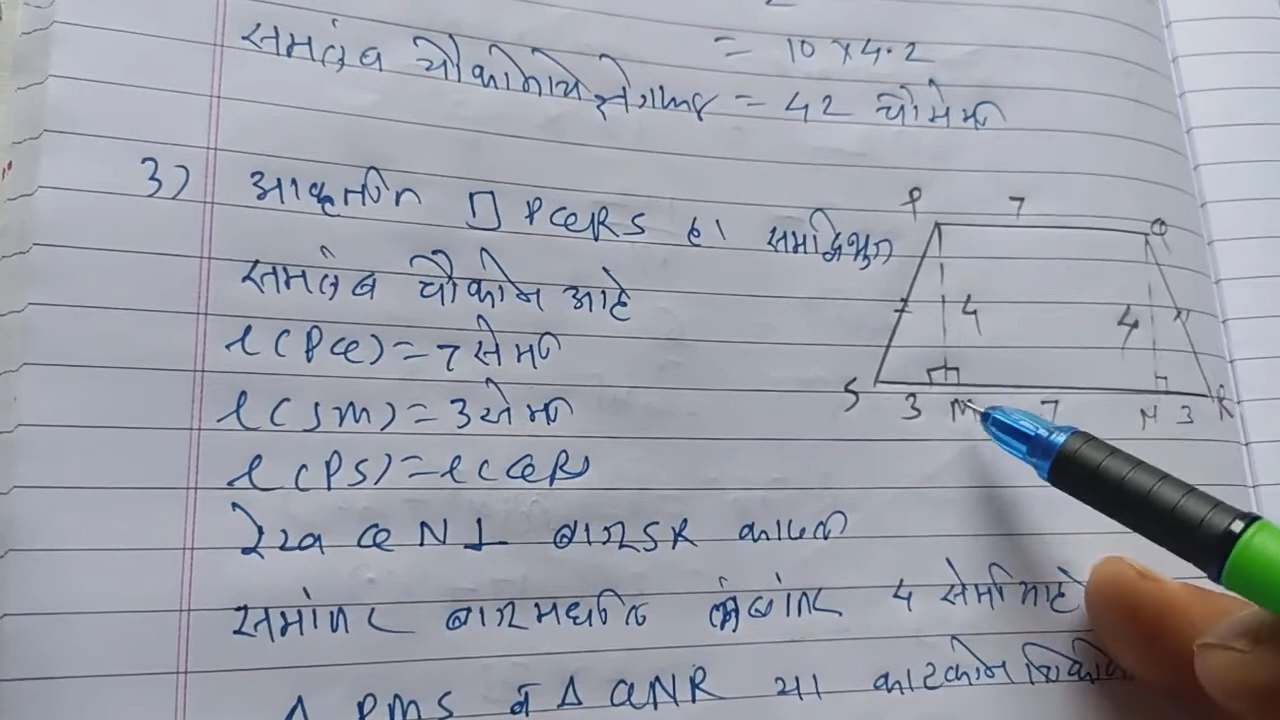 = 10 × 4.2
समलंब चौकोनाचे क्षेत्रफळ = 42 चौसेमी
3) आकृतीत □ PQRS हा समद्विभुज
समलंब चौकोन आहे
l(PQ) = 7 सेमी
l(SM) = 3 सेमी
l(PS) = l(QR)
रेख QN ⊥ बाजू SR काढली
समांतर बाजूंमधील लंबांतर 4 सेमी आहे
Δ PMS व Δ QNR या काटकोन त्रिको
P 7 Q
4 4
S 3 M 7 N 3 R